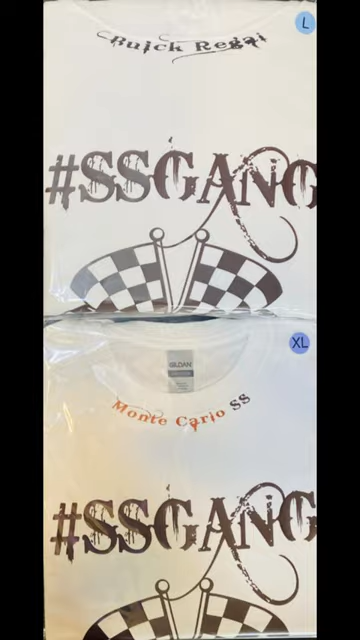 L
Buick Regal
#SSGANG
XL
GILDAN
Monte Carlo SS
#SSGANG